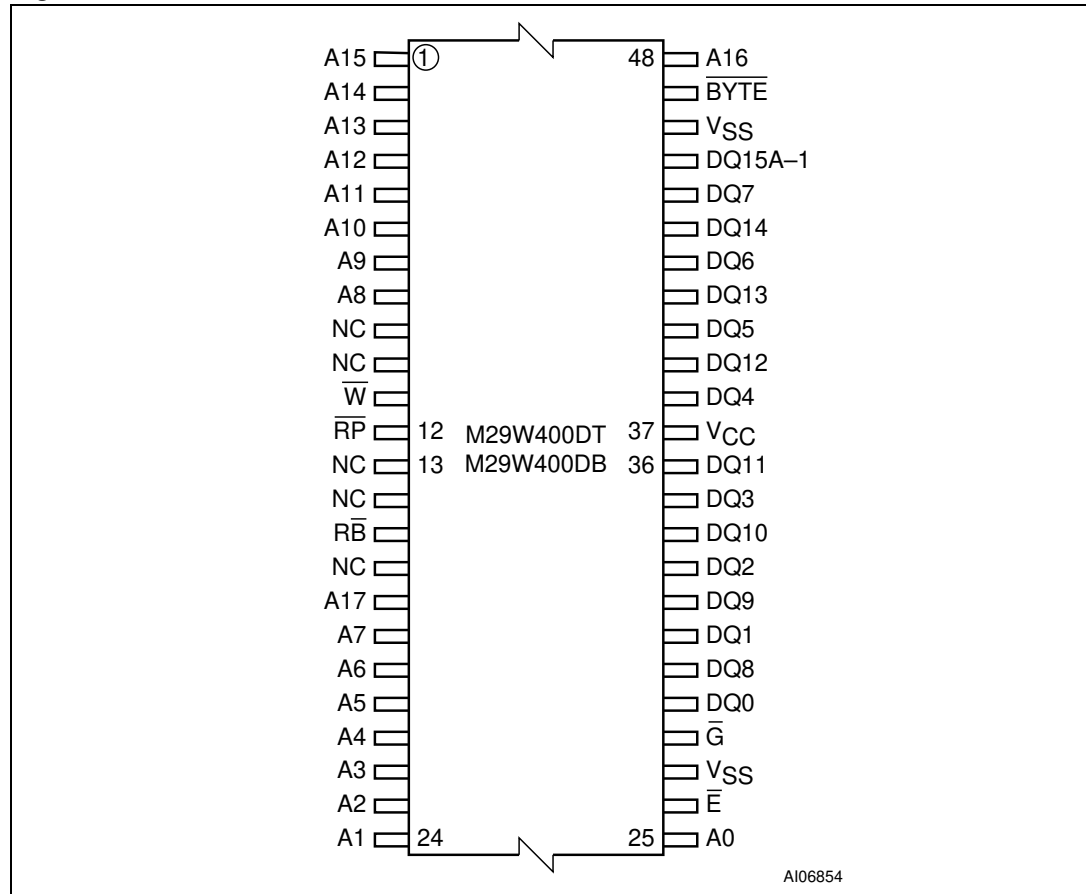 A15 1 48 A16
A14 B̅Y̅T̅E̅
A13 VSS
A12 DQ15A–1
A11 DQ7
A10 DQ14
A9 DQ6
A8 DQ13
NC DQ5
NC DQ12
W̅ DQ4
R̅P̅ 12 M29W400DT 37 VCC
NC 13 M29W400DB 36 DQ11
NC DQ3
RB̅ DQ10
NC DQ2
A17 DQ9
A7 DQ1
A6 DQ8
A5 DQ0
A4 G̅
A3 VSS
A2 E̅
A1 24 25 A0
AI06854